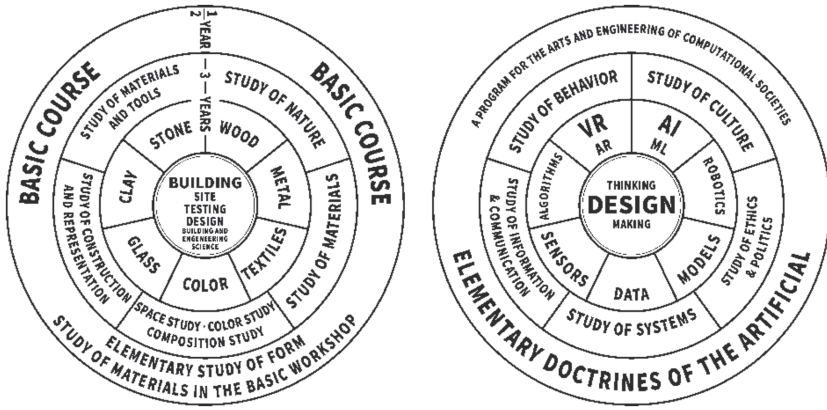 1/2 YEAR
3 YEARS
BASIC COURSE
BASIC COURSE
STUDY OF MATERIALS
AND TOOLS
STUDY OF NATURE
STUDY OF MATERIALS
SPACE STUDY · COLOR STUDY
COMPOSITION STUDY
STUDY OF CONSTRUCTION
AND REPRESENTATION
STONE
WOOD
METAL
TEXTILES
COLOR
GLASS
CLAY
BUILDING
SITE
TESTING
DESIGN
BUILDING AND
ENGENEERING
SCIENCE
ELEMENTARY STUDY OF FORM
STUDY OF MATERIALS IN THE BASIC WORKSHOP
A PROGRAM FOR THE ARTS AND ENGINEERING OF COMPUTATIONAL SOCIETIES
STUDY OF BEHAVIOR
STUDY OF CULTURE
STUDY OF ETHICS
& POLITICS
STUDY OF SYSTEMS
STUDY OF INFORMATION
& COMMUNICATION
VR
AR
AI
ML
ROBOTICS
MODELS
DATA
SENSORS
ALGORITHMS
THINKING
DESIGN
MAKING
ELEMENTARY DOCTRINES OF THE ARTIFICIAL